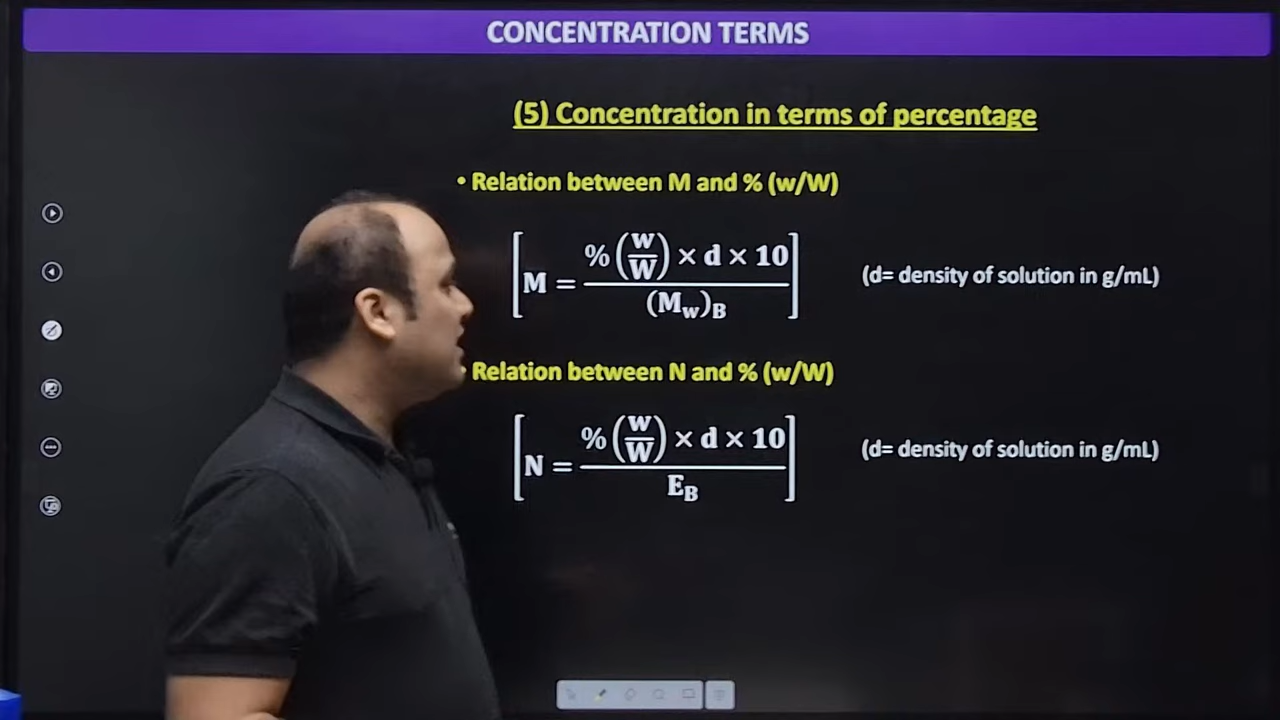 CONCENTRATION TERMS
(5) Concentration in terms of percentage
• Relation between M and % (w/W)
[M = %(w/W) × d × 10 / (Mw)B] (d= density of solution in g/mL)
Relation between N and % (w/W)
[N = %(w/W) × d × 10 / EB] (d= density of solution in g/mL)